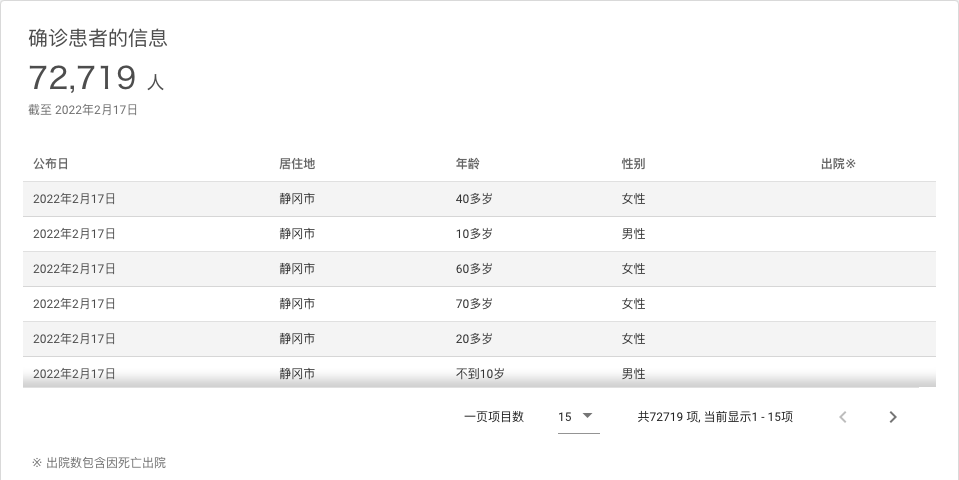 确诊患者的信息
72,719 人
截至 2022年2月17日
公布日 居住地 年龄 性别 出院※
2022年2月17日 静冈市 40多岁 女性
2022年2月17日 静冈市 10多岁 男性
2022年2月17日 静冈市 60多岁 女性
2022年2月17日 静冈市 70多岁 女性
2022年2月17日 静冈市 20多岁 女性
2022年2月17日 静冈市 不到10岁 男性
一页项目数 15 共72719 项, 当前显示1 - 15项
※ 出院数包含因死亡出院